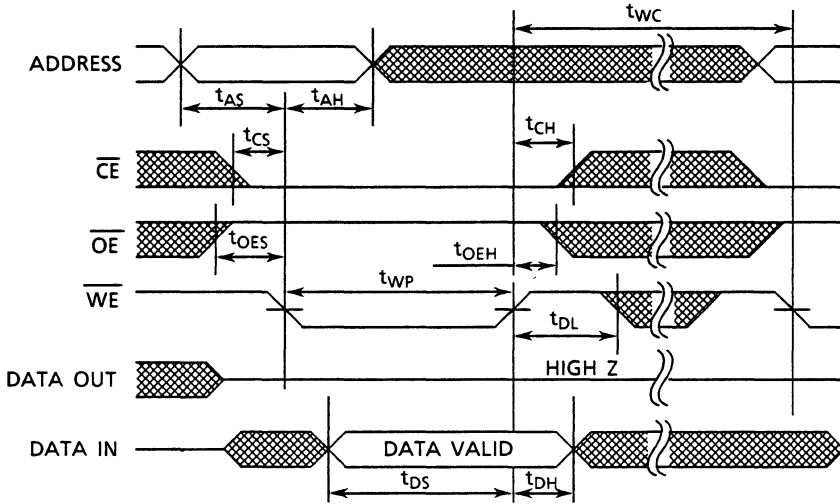 tWC
ADDRESS
tAS
tAH
tCS
tCH
CE
OE
tOES
tOEH
WE
tWP
tDL
DATA OUT
HIGH Z
DATA IN
DATA VALID
tDS
tDH